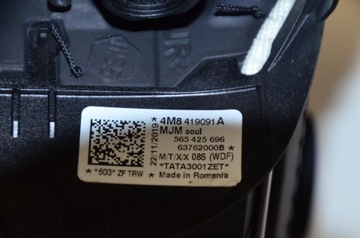 *4M8 419091 A
MJM soul
565 425 696
63762000B *
M/T/X/X 08S (WDF)
*TATA3001ZET*
Made in Romania
22/11/2019
*603* ZF TRW